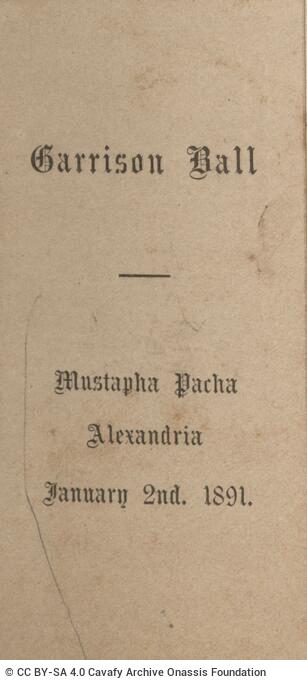 Garrison Ball
Mustapha Pacha
Alexandria
January 2nd. 1891.
© CC BY-SA 4.0 Cavafy Archive Onassis Foundation